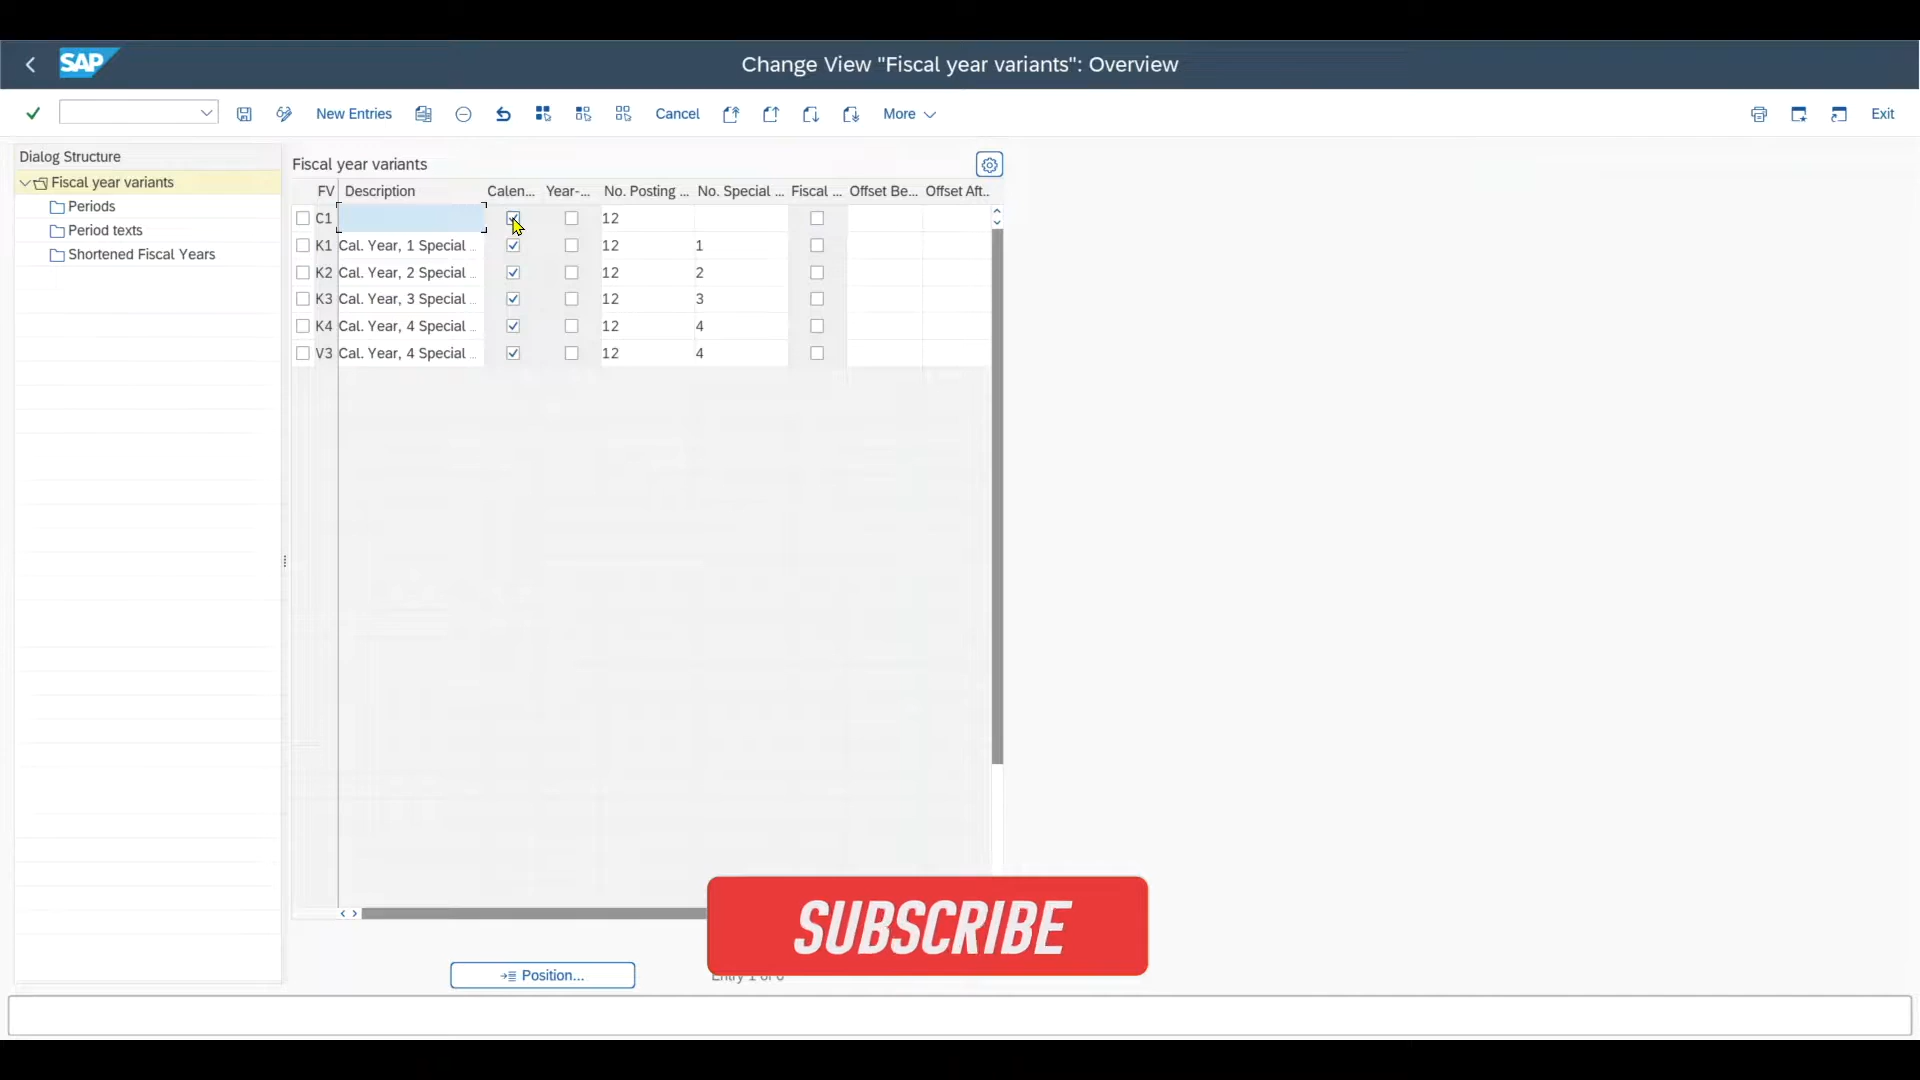 SAP
Change View "Fiscal year variants": Overview
New Entries
Cancel
More
Exit
Dialog Structure
Fiscal year variants
Periods
Period texts
Shortened Fiscal Years
Fiscal year variants
FV Description Calen... Year-... No. Posting ... No. Special ... Fiscal ... Offset Be... Offset Aft..
C1 12
K1 Cal. Year, 1 Special ... 12 1
K2 Cal. Year, 2 Special ... 12 2
K3 Cal. Year, 3 Special ... 12 3
K4 Cal. Year, 4 Special ... 12 4
V3 Cal. Year, 4 Special ... 12 4
SUBSCRIBE
Position...